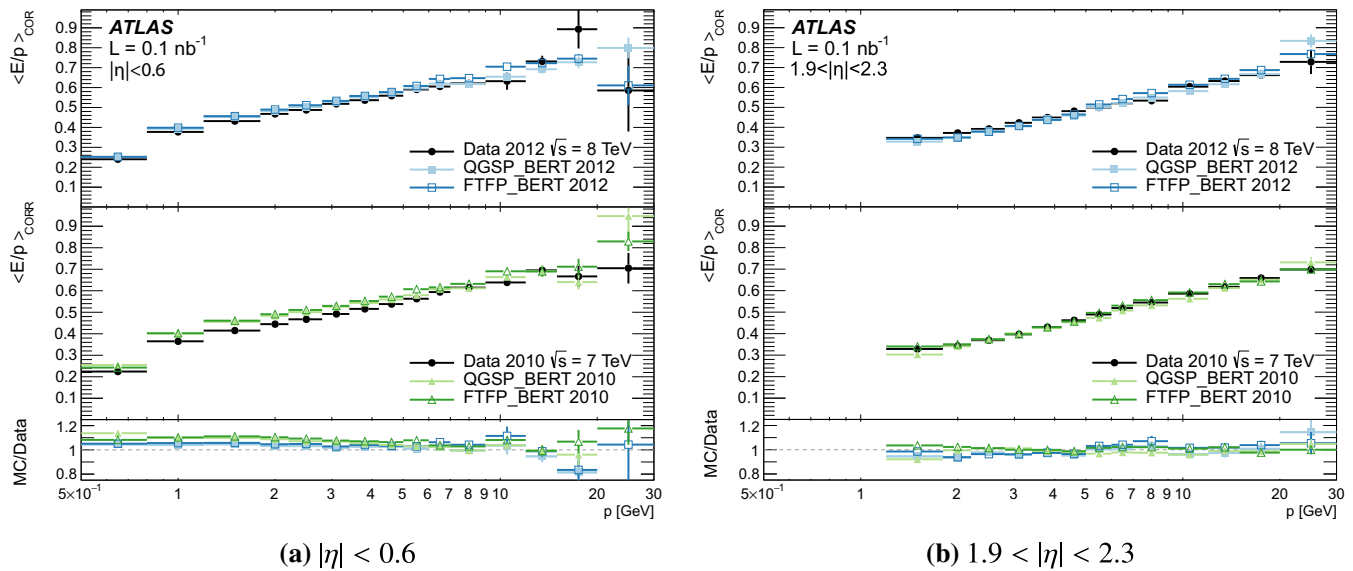 <E/p>COR
0.9
0.8
0.7
0.6
0.5
0.4
0.3
0.2
0.1
ATLAS
L = 0.1 nb-1
|η|<0.6
Data 2012 √s = 8 TeV
QGSP_BERT 2012
FTFP_BERT 2012
<E/p>CORR
0.9
0.8
0.7
0.6
0.5
0.4
0.3
0.2
0.1
Data 2010 √s = 7 TeV
QGSP_BERT 2010
FTFP_BERT 2010
MC/Data
1.2
1
0.8
5×10−1 1 2 3 4 5 6 7 8 9 10 20 30
p [GeV]
(a) |η| < 0.6
<E/p>COR
0.9
0.8
0.7
0.6
0.5
0.4
0.3
0.2
0.1
ATLAS
L = 0.1 nb-1
1.9<|η|<2.3
Data 2012 √s = 8 TeV
QGSP_BERT 2012
FTFP_BERT 2012
<E/p>CORR
0.9
0.8
0.7
0.6
0.5
0.4
0.3
0.2
0.1
Data 2010 √s = 7 TeV
QGSP_BERT 2010
FTFP_BERT 2010
MC/Data
1.2
1
0.8
5×10−1 1 2 3 4 5 6 7 8 9 10 20 30
p [GeV]
(b) 1.9 < |η| < 2.3